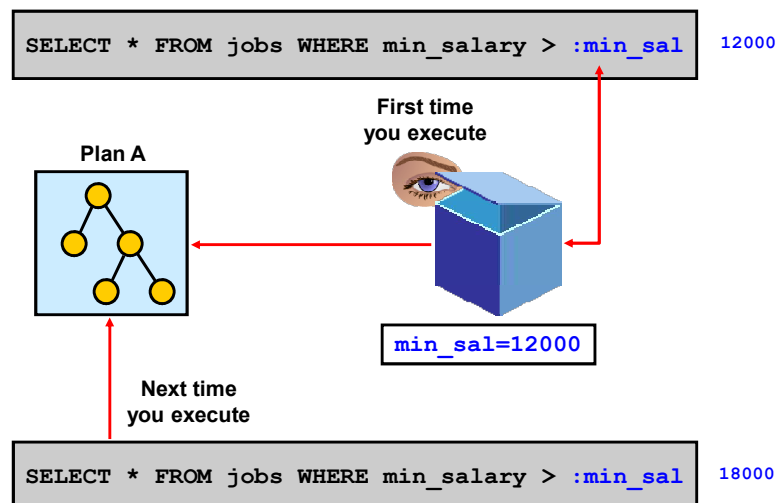 SELECT * FROM jobs WHERE min_salary > :min_sal 12000
First time
you execute
Plan A
min_sal=12000
Next time
you execute
SELECT * FROM jobs WHERE min_salary > :min_sal 18000